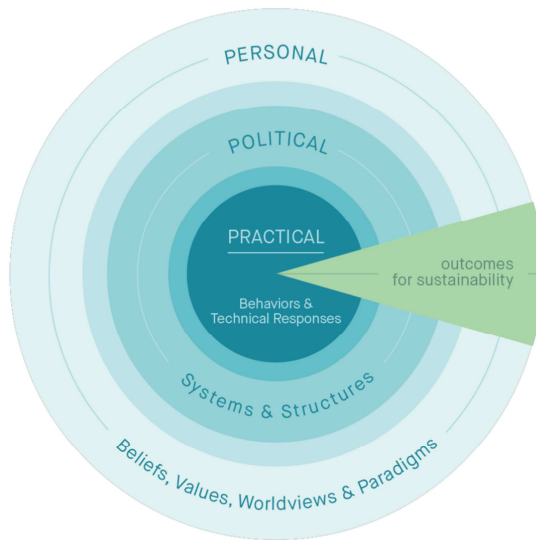 PERSONAL
POLITICAL
PRACTICAL
Behaviors &
Technical Responses
outcomes
for sustainability
Systems & Structures
Beliefs, Values, Worldviews & Paradigms